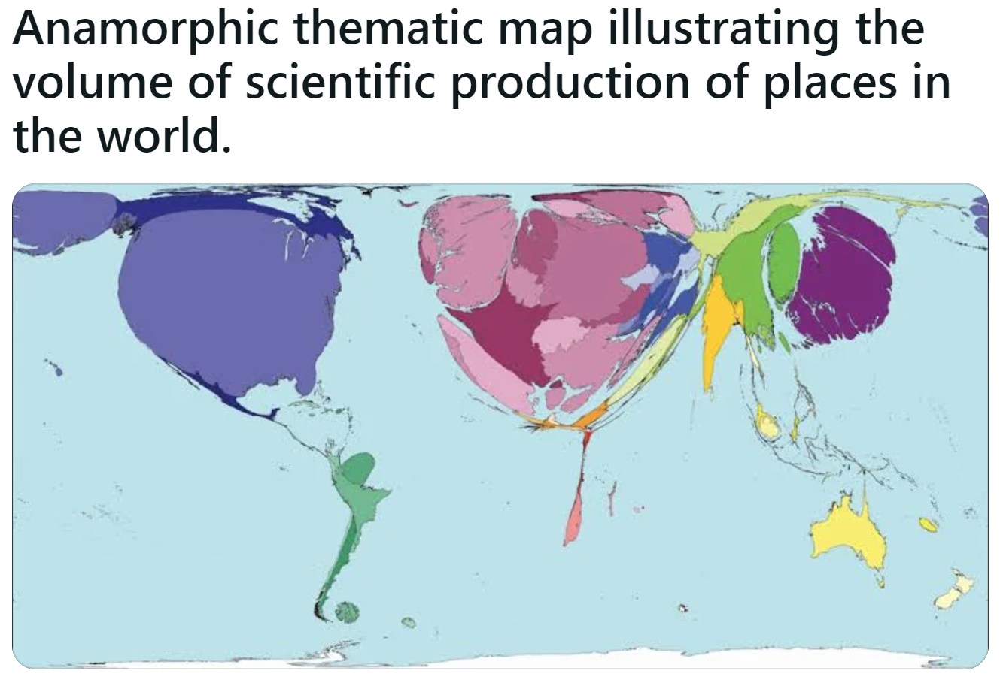 Anamorphic thematic map illustrating the
volume of scientific production of places in
the world.